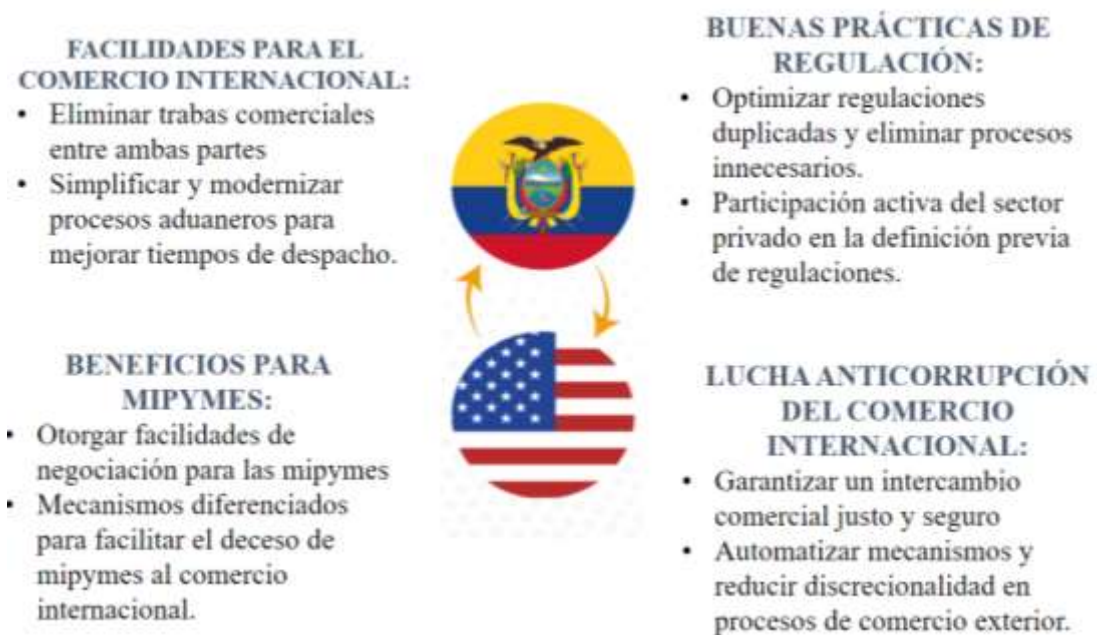 FACILIDADES PARA EL
COMERCIO INTERNACIONAL:
• Eliminar trabas comerciales
entre ambas partes
• Simplificar y modernizar
procesos aduaneros para
mejorar tiempos de despacho.
BUENAS PRÁCTICAS DE
REGULACIÓN:
• Optimizar regulaciones
duplicadas y eliminar procesos
innecesarios.
• Participación activa del sector
privado en la definición previa
de regulaciones.
BENEFICIOS PARA
MIPYMES:
• Otorgar facilidades de
negociación para las mipymes
• Mecanismos diferenciados
para facilitar el deceso de
mipymes al comercio
internacional.
LUCHA ANTICORRUPCIÓN
DEL COMERCIO
INTERNACIONAL:
• Garantizar un intercambio
comercial justo y seguro
• Automatizar mecanismos y
reducir discrecionalidad en
procesos de comercio exterior.